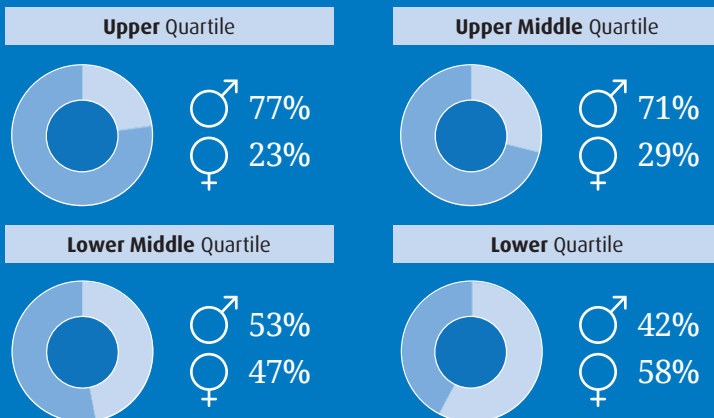 Upper Quartile
77%
23%
Upper Middle Quartile
71%
29%
Lower Middle Quartile
53%
47%
Lower Quartile
42%
58%